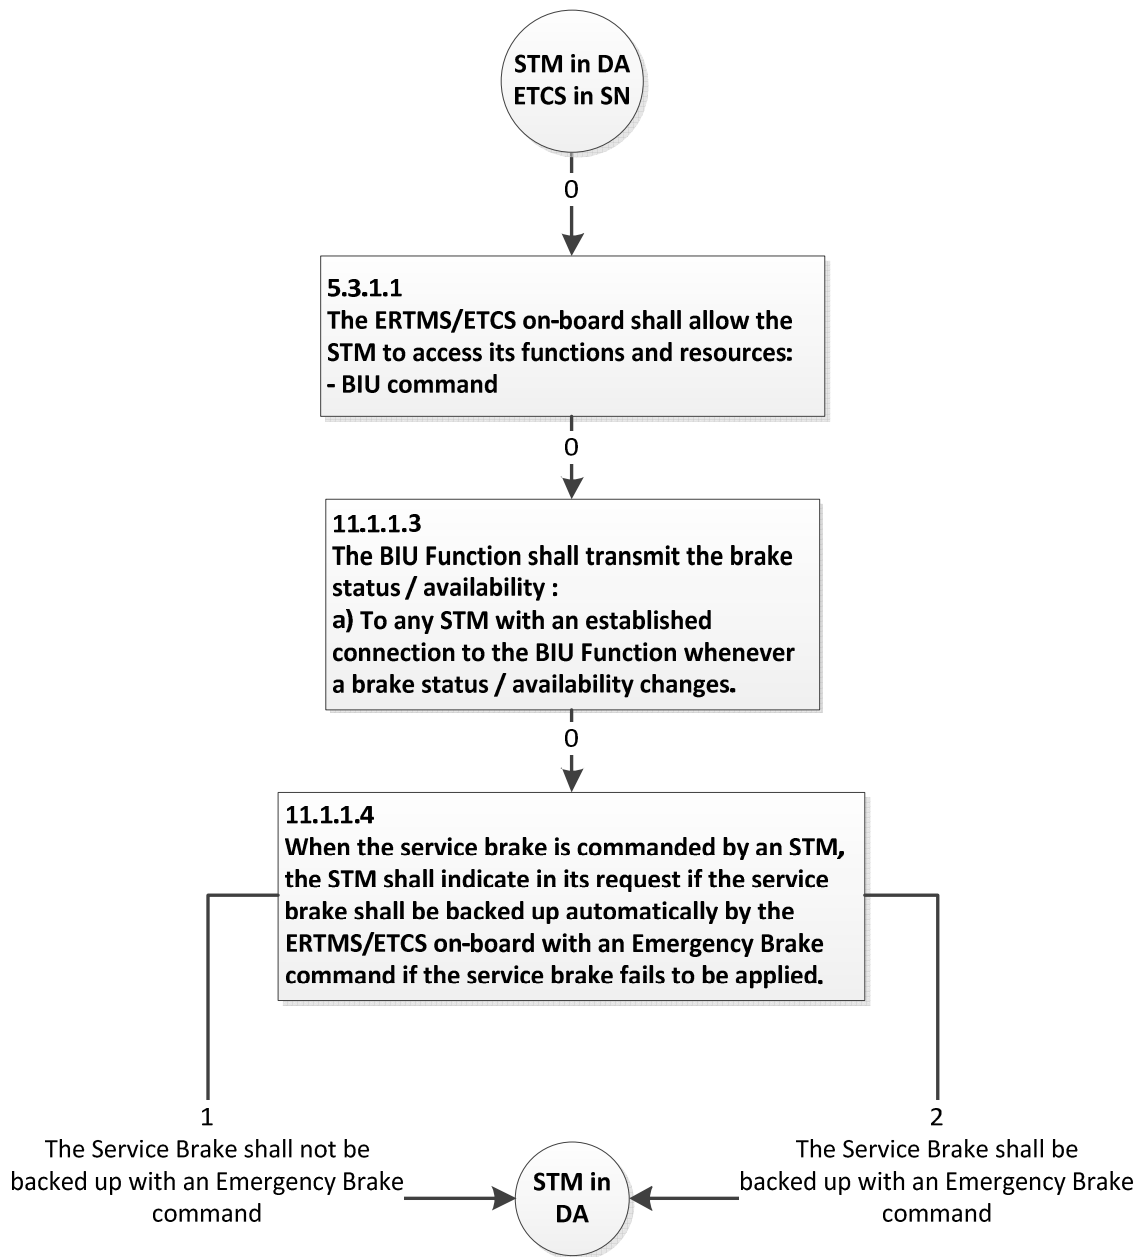 STM in DA
ETCS in SN
0
5.3.1.1
The ERTMS/ETCS on-board shall allow the
STM to access its functions and resources:
- BIU command
0
11.1.1.3
The BIU Function shall transmit the brake
status / availability :
a) To any STM with an established
connection to the BIU Function whenever
a brake status / availability changes.
0
11.1.1.4
When the service brake is commanded by an STM,
the STM shall indicate in its request if the service
brake shall be backed up automatically by the
ERTMS/ETCS on-board with an Emergency Brake
command if the service brake fails to be applied.
1
The Service Brake shall not be
backed up with an Emergency Brake
command
2
The Service Brake shall be
backed up with an Emergency Brake
command
STM in
DA